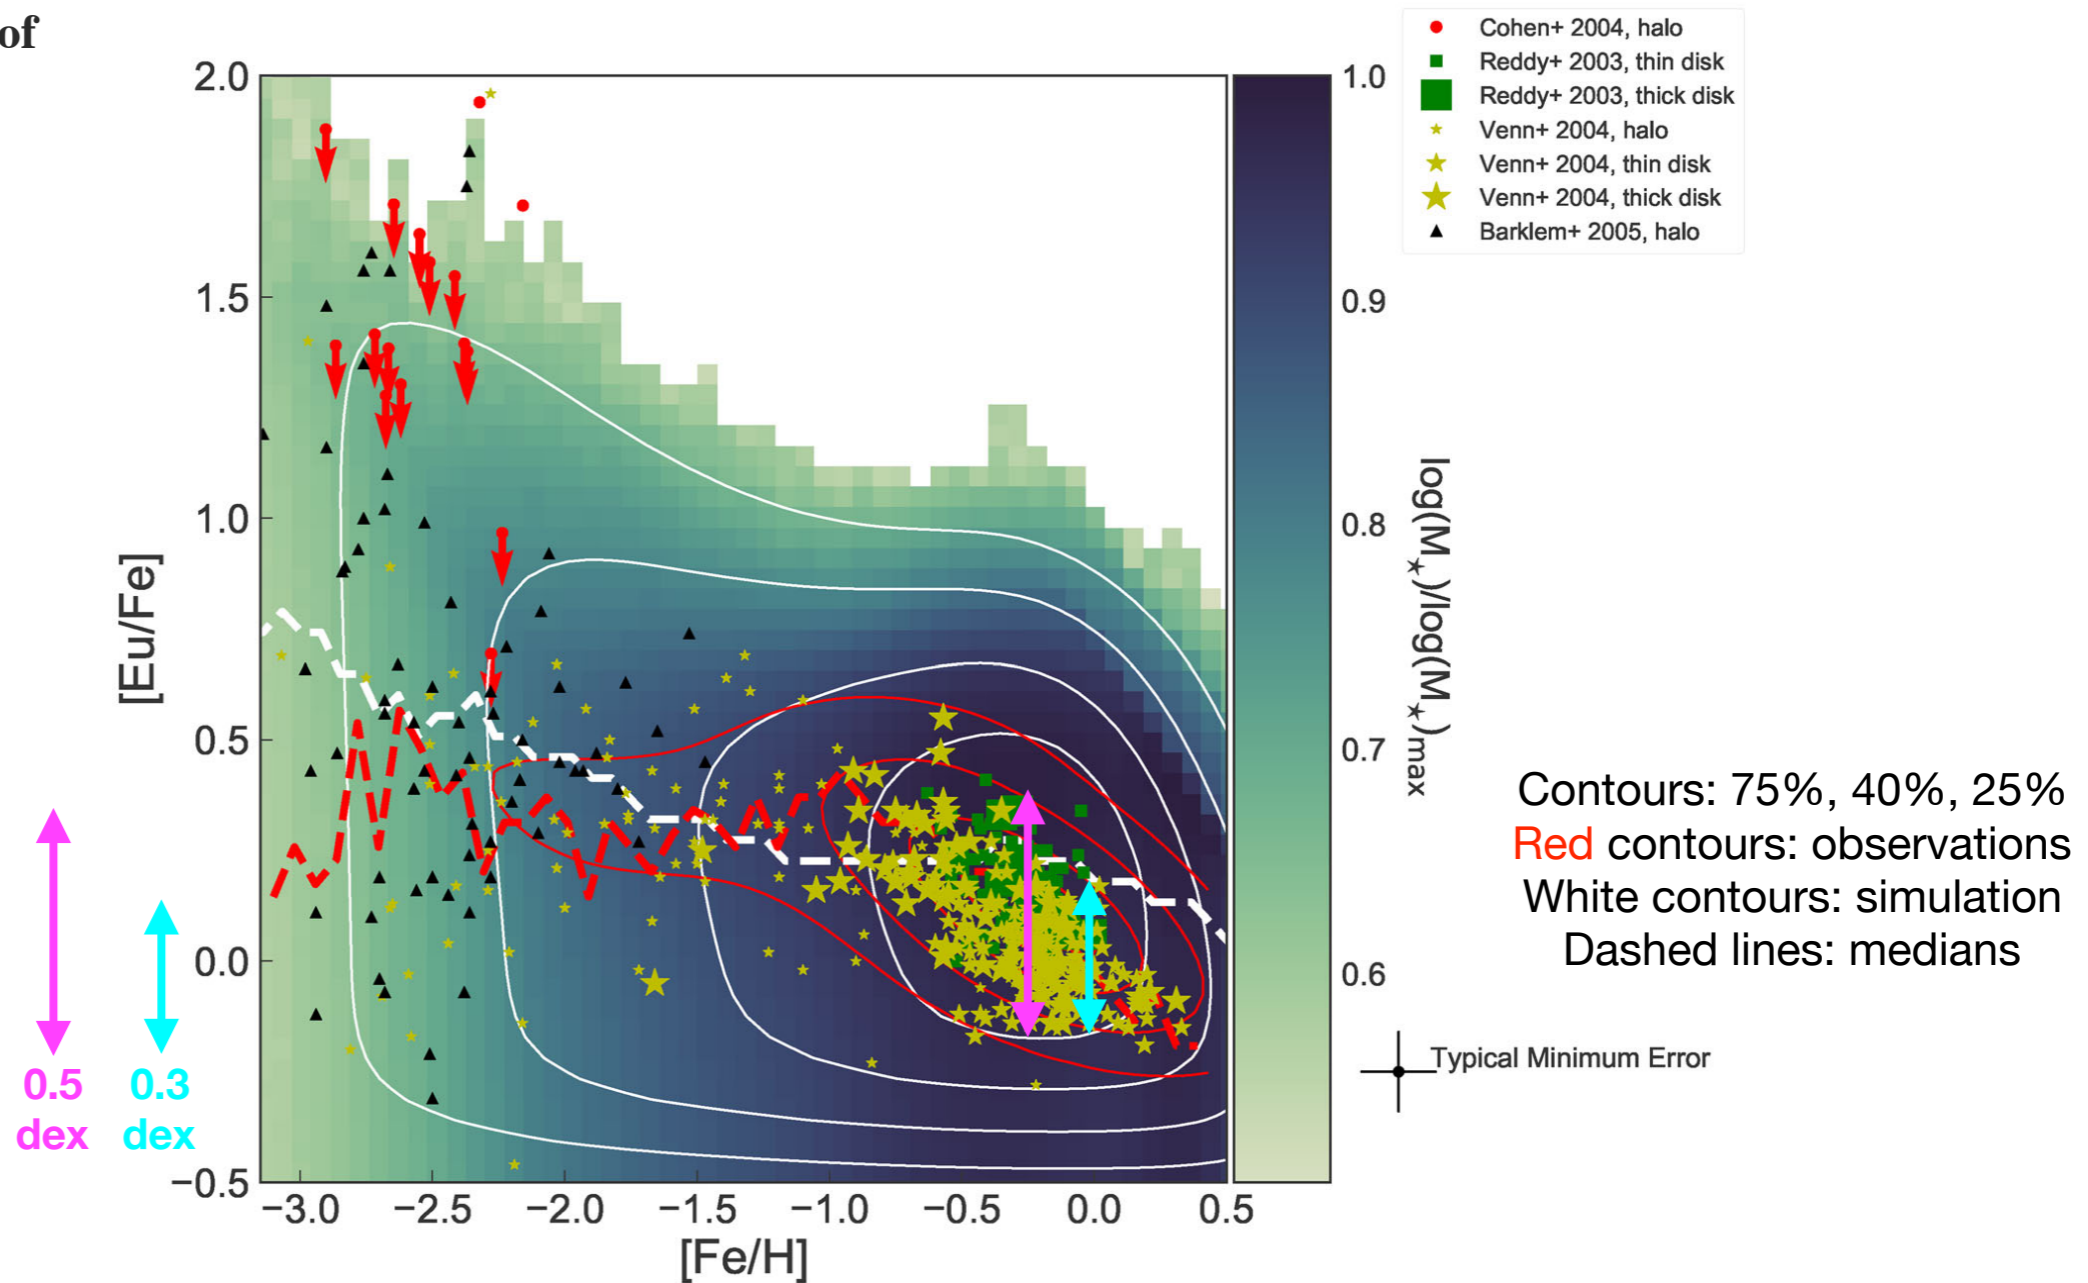 of
Cohen+ 2004, halo
Reddy+ 2003, thin disk
Reddy+ 2003, thick disk
Venn+ 2004, halo
Venn+ 2004, thin disk
Venn+ 2004, thick disk
Barklem+ 2005, halo
2.0
1.5
1.0
0.5
0.0
−0.5
[Eu/Fe]
−3.0 −2.5 −2.0 −1.5 −1.0 −0.5 0.0 0.5
[Fe/H]
1.0
0.9
0.8
0.7
0.6
log(M★)/log(M★)max
Contours: 75%, 40%, 25%
Red contours: observations
White contours: simulation
Dashed lines: medians
Typical Minimum Error
0.5 dex
0.3 dex